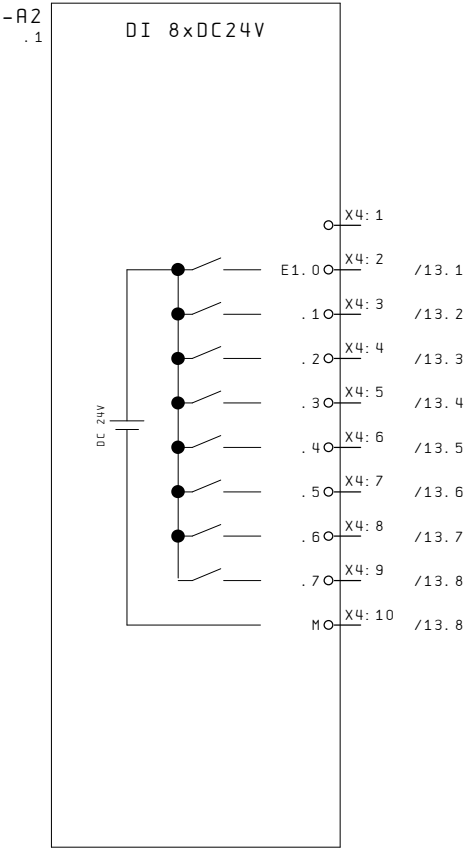 -A2
.1
DI 8xDC24V
X4:1
E1.0 X4:2 /13.1
.1 X4:3 /13.2
.2 X4:4 /13.3
.3 X4:5 /13.4
DC 24V
.4 X4:6 /13.5
.5 X4:7 /13.6
.6 X4:8 /13.7
.7 X4:9 /13.8
M X4:10 /13.8